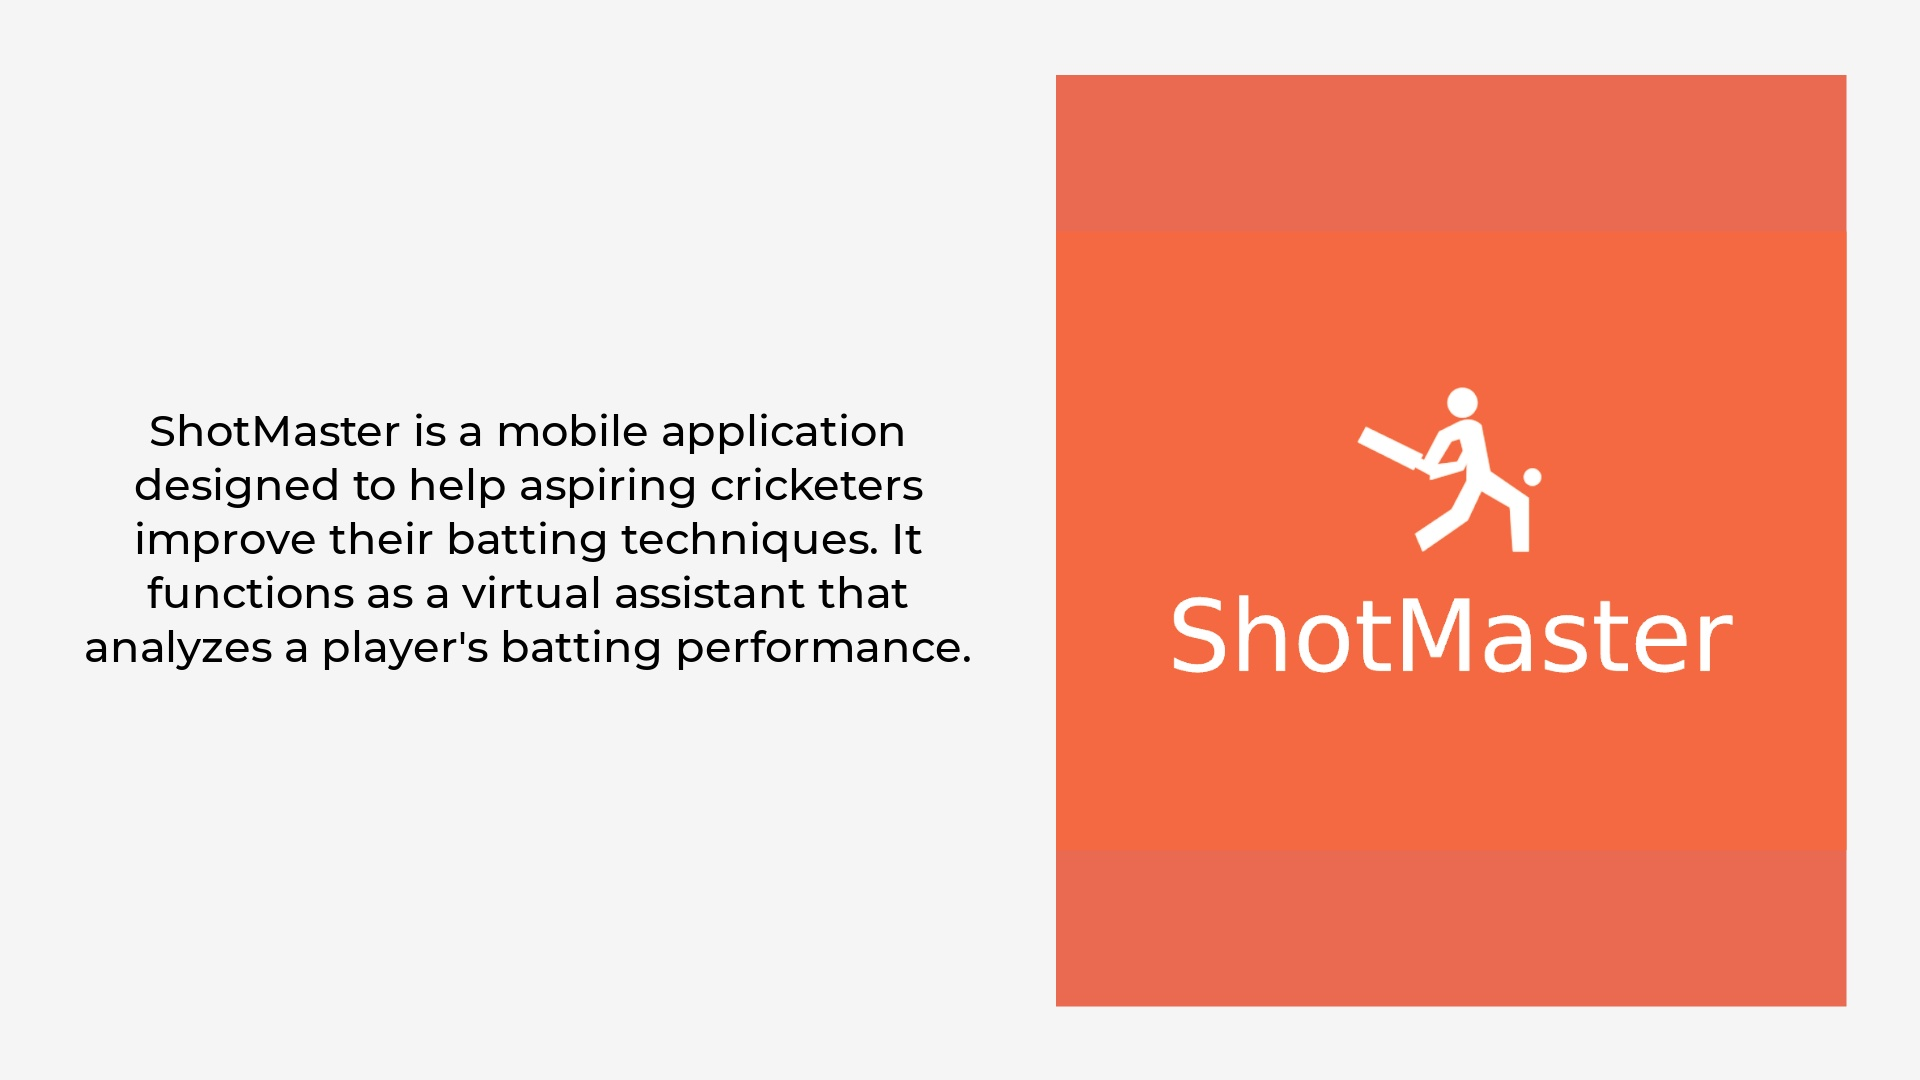 ShotMaster is a mobile application
designed to help aspiring cricketers
improve their batting techniques. It
functions as a virtual assistant that
analyzes a player's batting performance.
ShotMaster